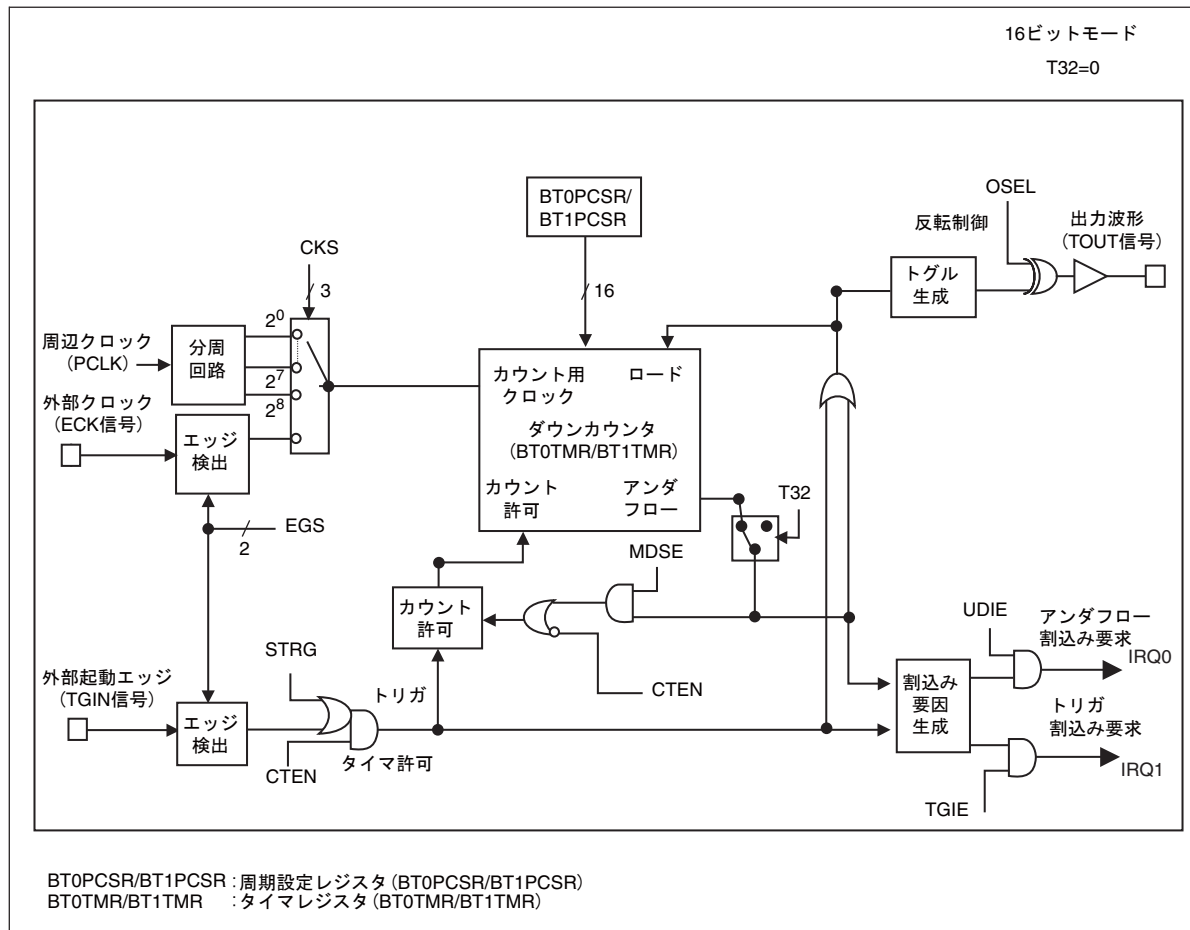 16ビットモード
T32=0
BT0PCSR/
BT1PCSR
OSEL
反転制御
出力波形
(TOUT信号)
CKS
3
16
トグル
生成
2⁰
周辺クロック
(PCLK)
分周
回路
2⁷
2⁸
外部クロック
(ECK信号)
エッジ
検出
カウント用
クロック
ロード
ダウンカウンタ
(BT0TMR/BT1TMR)
カウント
許可
アンダ
フロー
T32
EGS
2
MDSE
カウント
許可
CTEN
UDIE
アンダフロー
割込み要求
IRQ0
STRG
外部起動エッジ
(TGIN信号)
エッジ
検出
トリガ
CTEN
タイマ許可
割込み
要因
生成
トリガ
割込み要求
IRQ1
TGIE
BT0PCSR/BT1PCSR : 周期設定レジスタ(BT0PCSR/BT1PCSR)
BT0TMR/BT1TMR : タイマレジスタ(BT0TMR/BT1TMR)